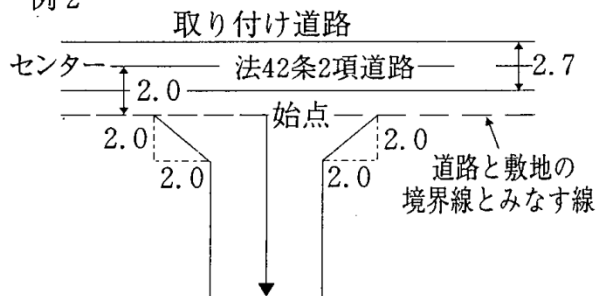 例2
取り付け道路
センター
法42条2項道路
2.7
2.0
始点
2.0
2.0
2.0
2.0
道路と敷地の
境界線とみなす線